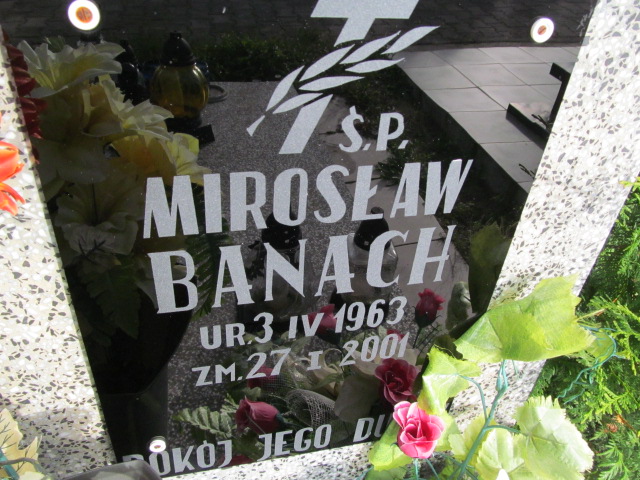 Ś.P.
MIROSŁAW
BANACH
UR. 3 IV 1963
ZM. 27 I 2001
POKÓJ JEGO